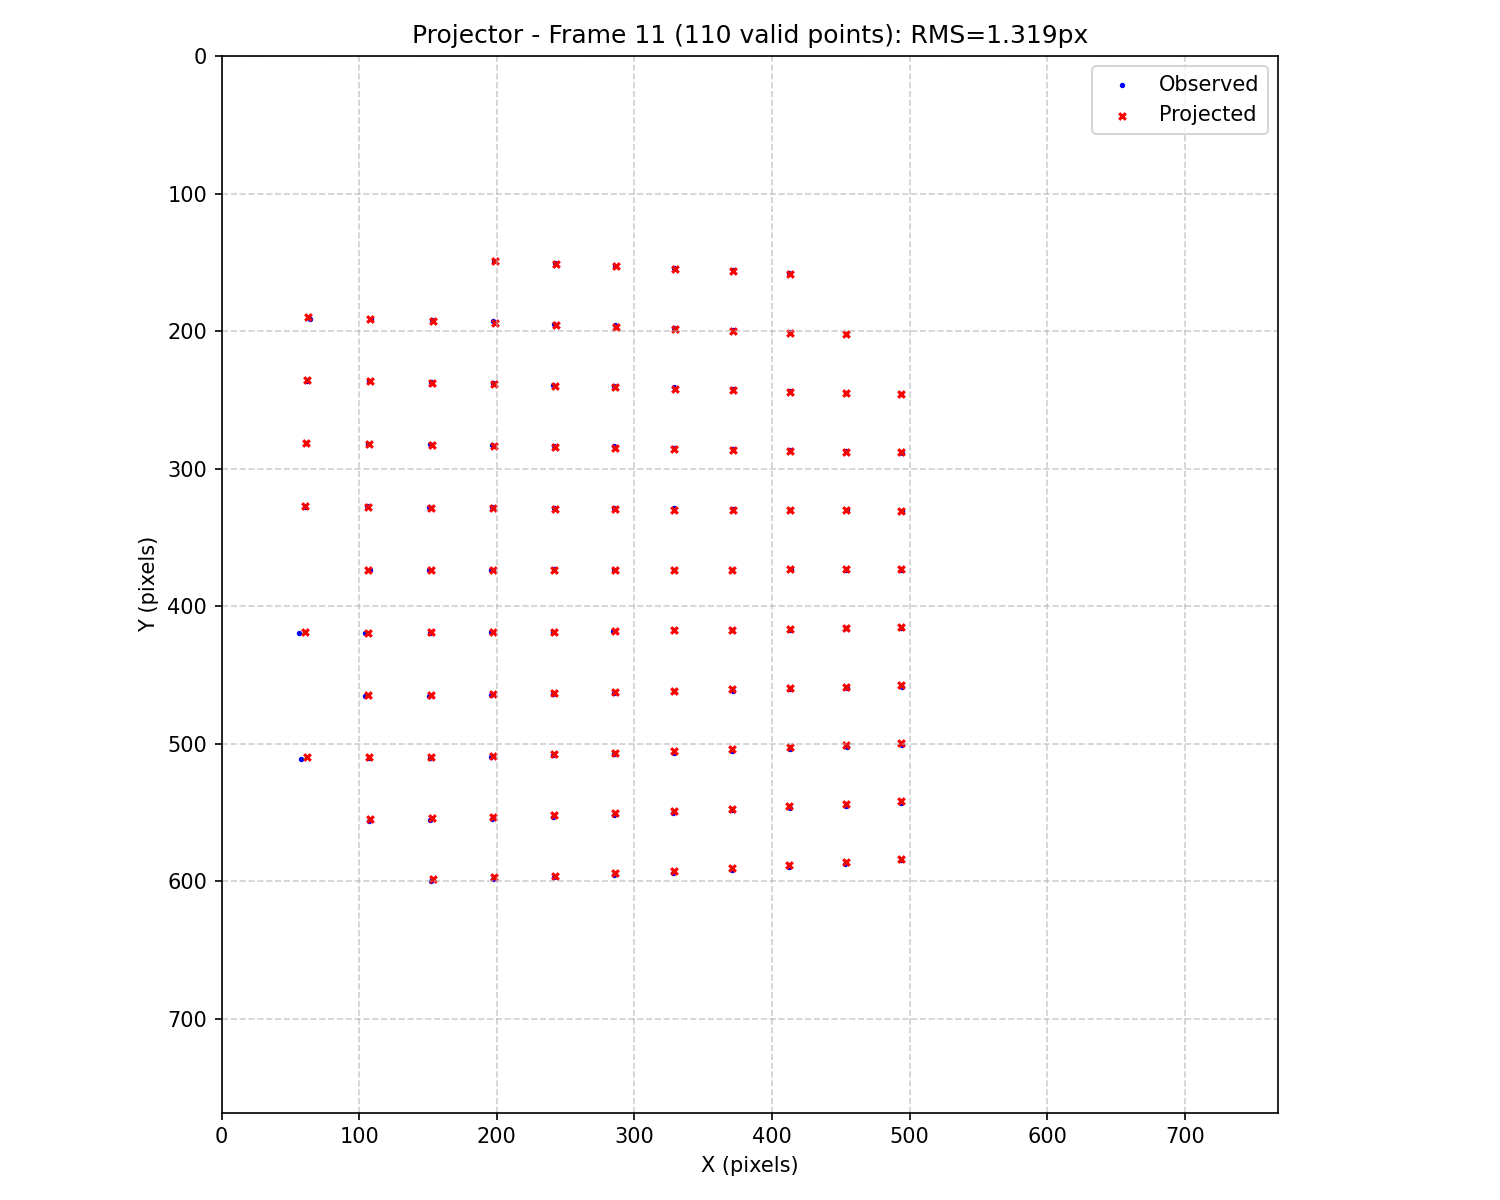 Projector - Frame 11 (110 valid points): RMS=1.319px
Observed
Projected
0
100
200
300
400
500
600
700
Y (pixels)
0 100 200 300 400 500 600 700
X (pixels)